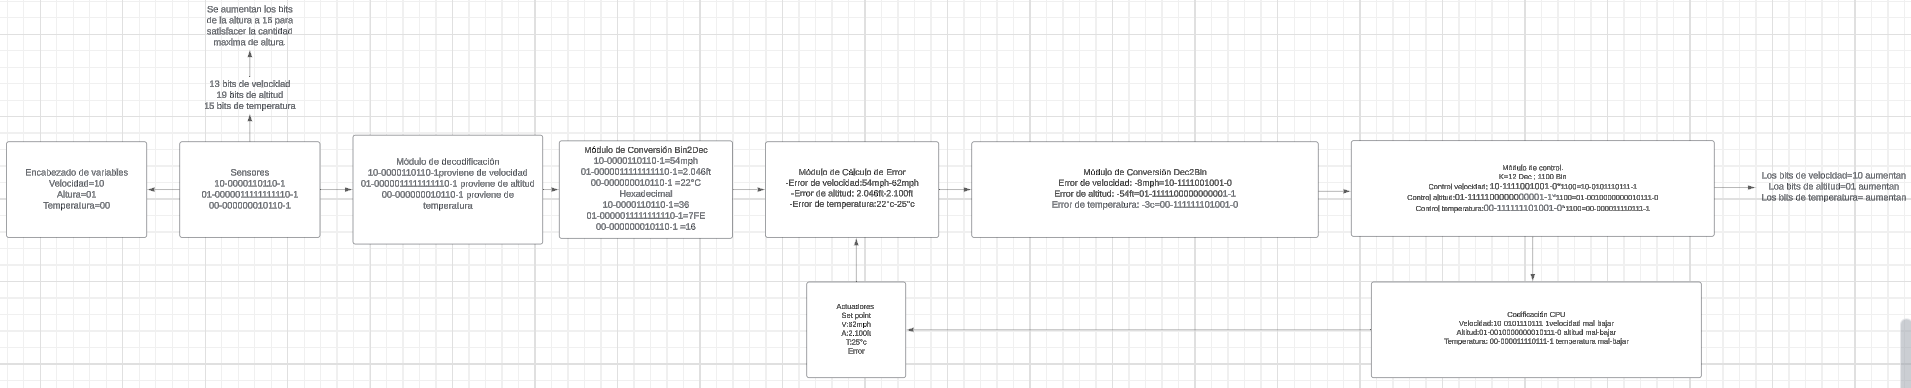 Se aumentan los bits
de la altura a 16 para
satisfacer la cantidad
maxima de altura
13 bits de velocidad
19 bits de altitud
15 bits de temperatura
Encabezado de variables
Velocidad=10
Altura=01
Temperatura=00
Sensores
10-0000110110-1
01-0000011111111110-1
00-000000010110-1
Módulo de decodificación
10-0000110110-1proviene de velocidad
01-0000011111111110-1 proviene de altitud
00-000000010110-1 proviene de
temperatura
Módulo de Conversión Bin2Dec
10-0000110110-1=54mph
01-0000011111111110-1=2.046ft
00-000000010110-1 =22°C
Hexadecimal
10-0000110110-1=36
01-0000011111111110-1=7FE
00-000000010110-1 =16
Módulo de Cálculo de Error
-Error de velocidad:54mph-62mph
-Error de altitud: 2.046ft-2.100ft
-Error de temperatura:22°c-25°c
Módulo de Conversión Dec2Bin
Error de velocidad: -8mph=10-1111001001-0
Error de altitud: -54ft=01-1111100000000001-1
Error de temperatura: -3c=00-111111101001-0
Módulo de control.
K=12 Dec ; 1100 Bin
Control velocidad: 10-1111001001-0*1100=10-0101110111-1
Control altitud:01-1111100000000001-1*1100=01-0010000000010111-0
Control temperatura:00-111111101001-0*1100=00-000011110111-1
Los bits de velocidad=10 aumentan
Loa bits de altitud=01 aumentan
Los bits de temperatura= aumentan
Actuadores
Set point
V:62mph
A:2.100ft
T:25°c
Error
Codificación CPU
Velocidad:10 0101110111 1velocidad mal-bajar
Altitud:01-0010000000010111-0 altitud mal-bajar
Temperatura: 00-000011110111-1 temperatura mal-bajar